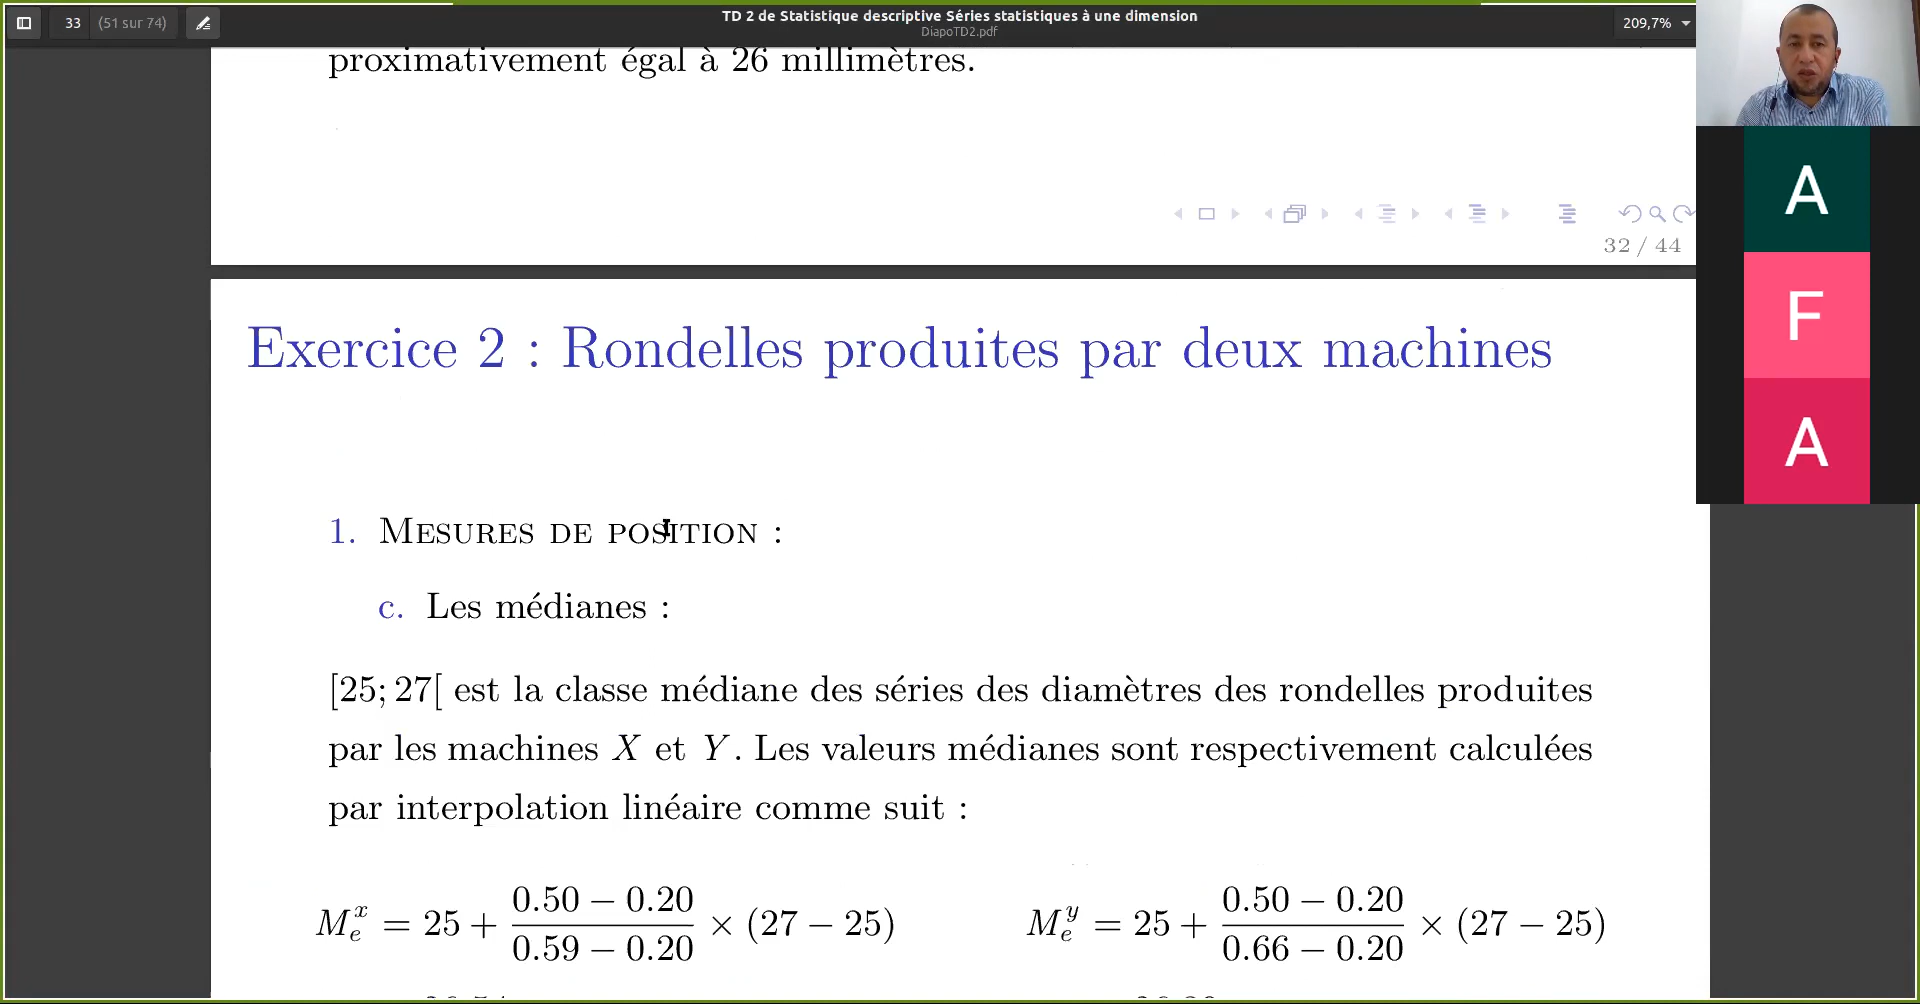 33 (51 sur 74)
TD 2 de Statistique descriptive Séries statistiques à une dimension
DiapoTD2.pdf
209,7%
proximativement égal à 26 millimètres.
32 / 44
Exercice 2 : Rondelles produites par deux machines
1. MESURES DE POSITION :
c. Les médianes :
[25; 27[ est la classe médiane des séries des diamètres des rondelles produites
par les machines X et Y. Les valeurs médianes sont respectivement calculées
par interpolation linéaire comme suit :
M_e^x = 25 + \frac{0.50 − 0.20}{0.59 − 0.20} × (27 − 25)
M_e^y = 25 + \frac{0.50 − 0.20}{0.66 − 0.20} × (27 − 25)
A
F
A